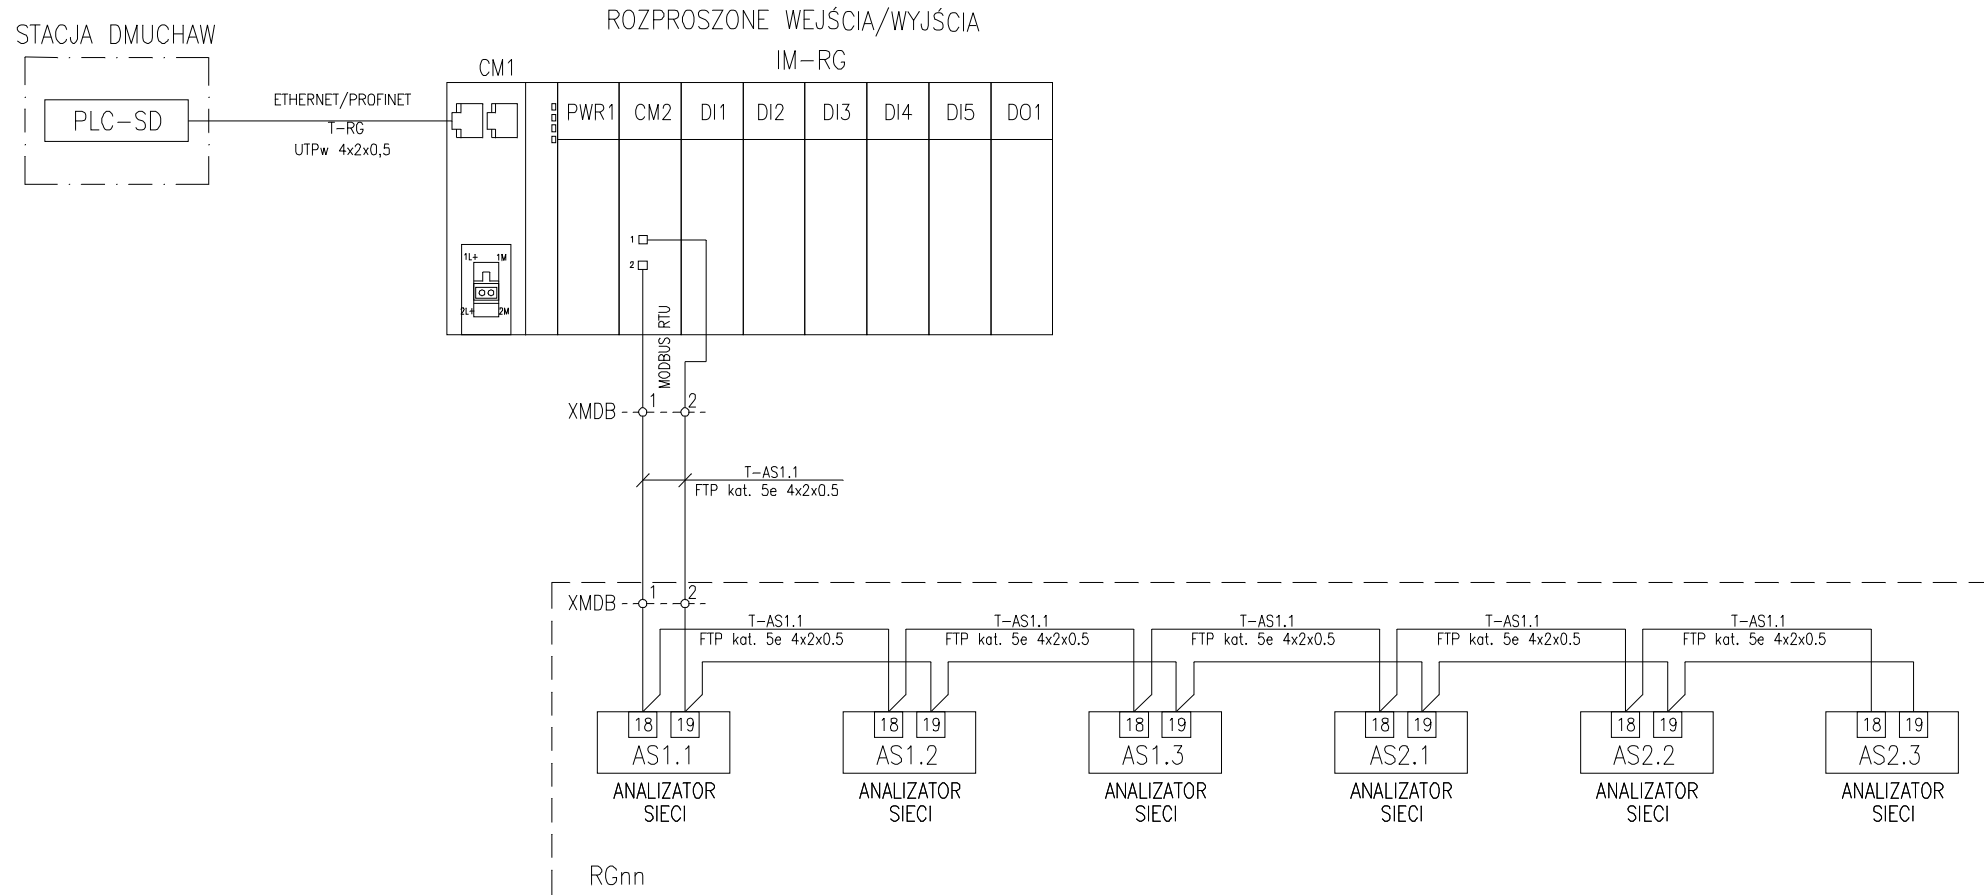 ROZPROSZONE WEJŚCIA/WYJŚCIA
IM-RG
STACJA DMUCHAW
PLC-SD
ETHERNET/PROFINET
T-RG
UTPw 4x2x0,5
CM1
PWR1 CM2 DI1 DI2 DI3 DI4 DI5 DO1
1
2
1L+ 1M
2L+ 2M
MODBUS RTU
XMDB 1 2
T-AS1.1
FTP kat. 5e 4x2x0.5
XMDB 1 2
T-AS1.1 T-AS1.1 T-AS1.1 T-AS1.1 T-AS1.1
FTP kat. 5e 4x2x0.5 FTP kat. 5e 4x2x0.5 FTP kat. 5e 4x2x0.5 FTP kat. 5e 4x2x0.5 FTP kat. 5e 4x2x0.5
18 19 18 19 18 19 18 19 18 19 18 19
AS1.1 AS1.2 AS1.3 AS2.1 AS2.2 AS2.3
ANALIZATOR ANALIZATOR ANALIZATOR ANALIZATOR ANALIZATOR ANALIZATOR
SIECI SIECI SIECI SIECI SIECI SIECI
RGnn